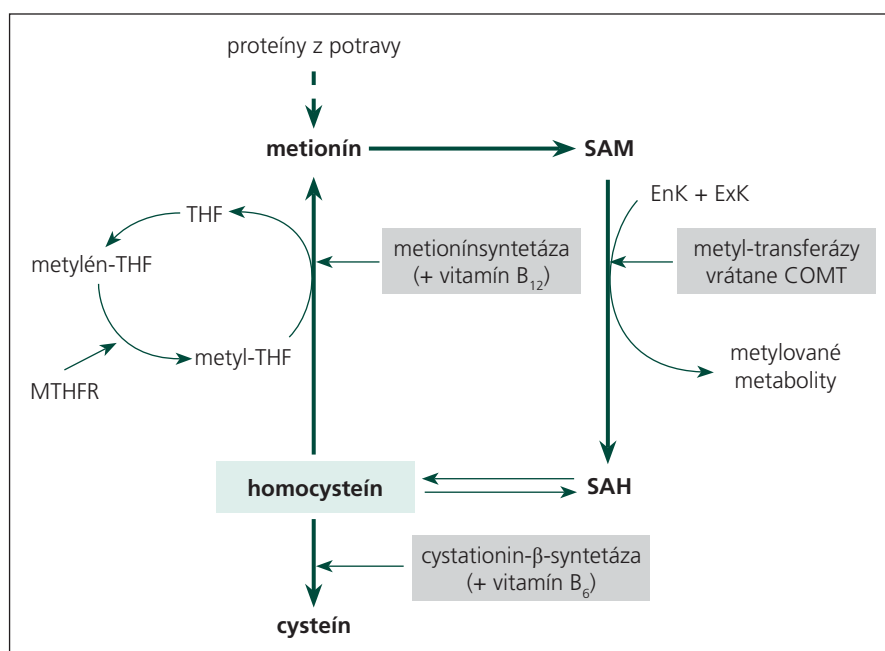 proteíny z potravy
metionín
SAM
EnK + ExK
THF
metionínsyntetáza
(+ vitamín B₁₂)
metyl-transferázy
vrátane COMT
metylén-THF
metyl-THF
metylované
metabolity
MTHFR
homocysteín
SAH
cystationin-β-syntetáza
(+ vitamín B₆)
cysteín